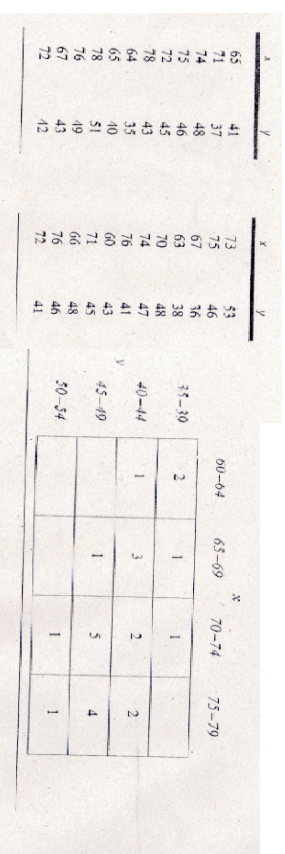 x y x y
65 41 73 53
71 37 75 46
74 48 67 36
75 46 63 38
72 45 70 48
78 43 74 47
64 35 76 41
65 40 60 43
78 51 71 45
76 49 66 48
67 43 76 46
72 42 72 41
x
60-64 65-69 70-74 75-79
35-39 2 1 1
40-44 1 3 2 2
y
45-49 1 5 4
50-54 1 1